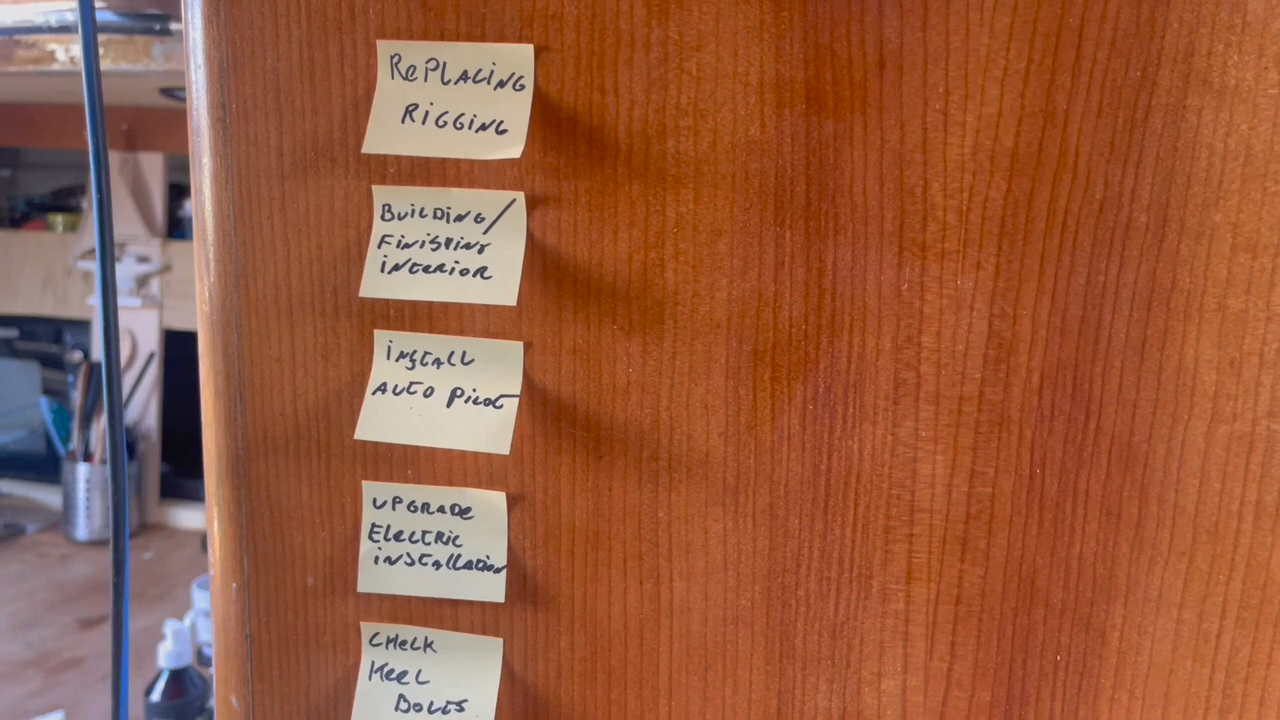 RePLACiNG
RiGGiNG
BuiLDiNG/
FiNiSHiNG
iNTERiOR
iNSTALL
AUTO PiLOT
UPGRADe
ElecTRic
iNSTAllaTioN
CHeCK
Keel
BOLTS